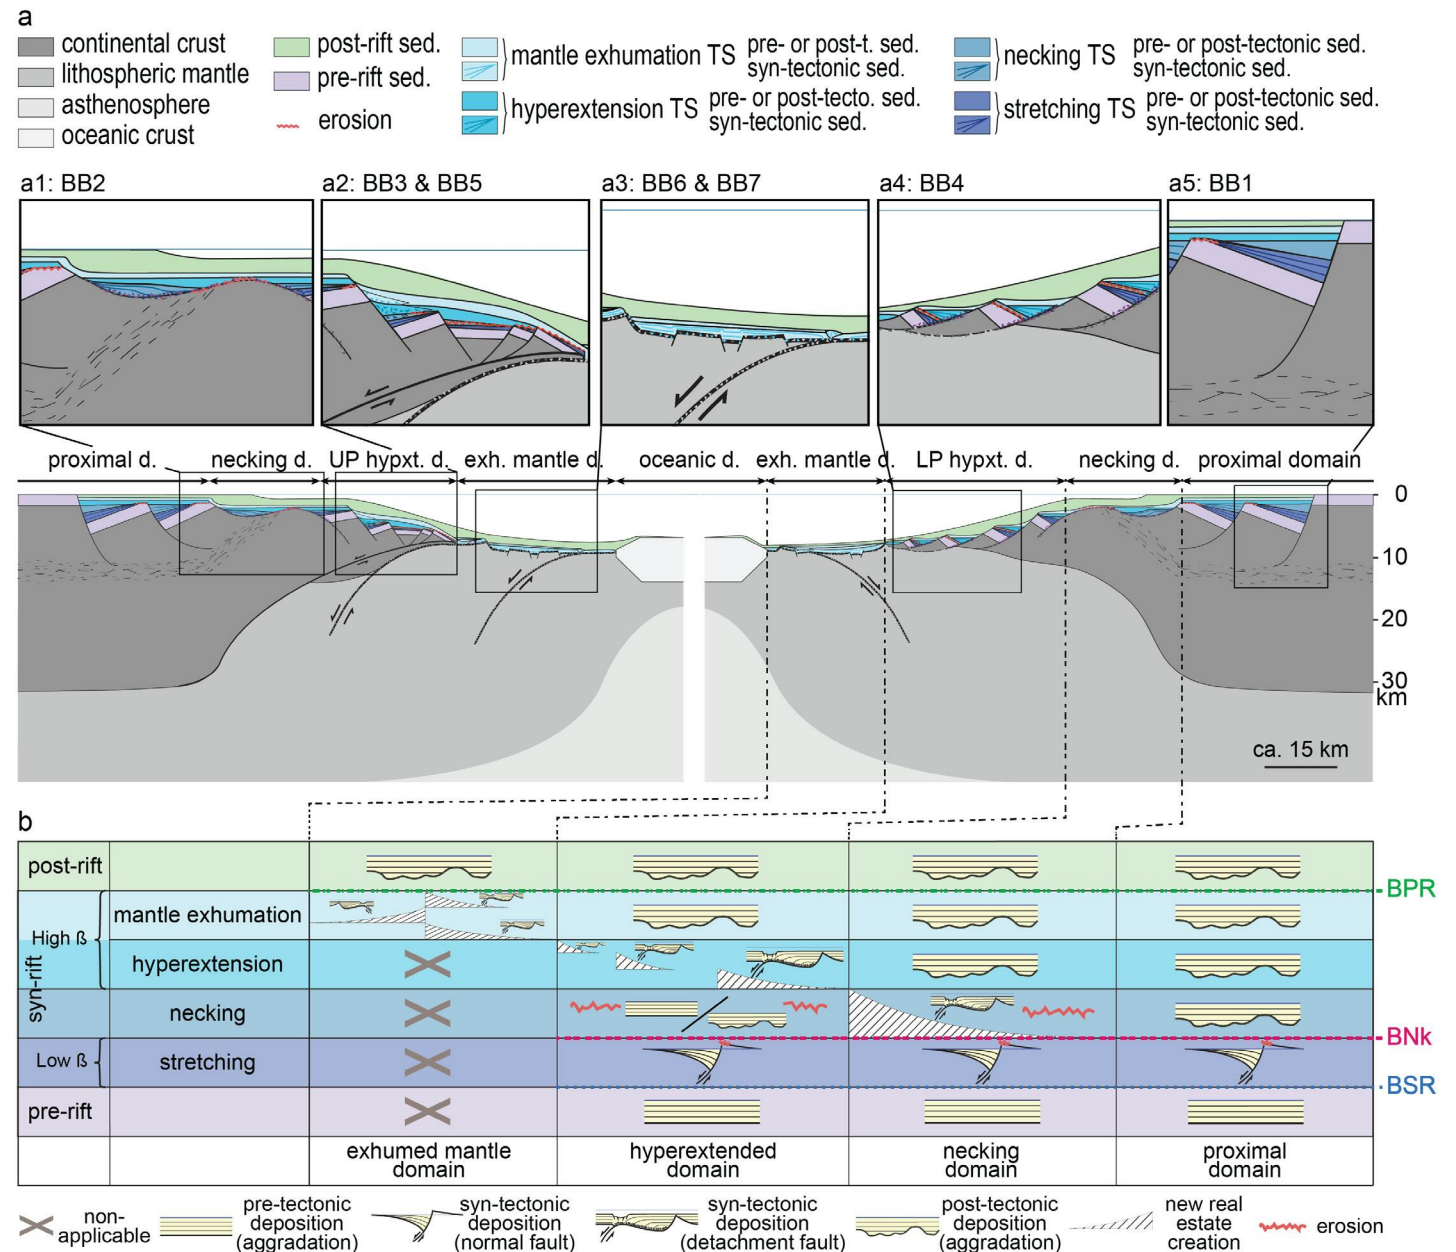 a
continental crust
lithospheric mantle
asthenosphere
oceanic crust
post-rift sed.
pre-rift sed.
erosion
mantle exhumation TS
pre- or post-t. sed.
syn-tectonic sed.
hyperextension TS
pre- or post-tecto. sed.
syn-tectonic sed.
necking TS
pre- or post-tectonic sed.
syn-tectonic sed.
stretching TS
pre- or post-tectonic sed.
syn-tectonic sed.
a1: BB2
a2: BB3 & BB5
a3: BB6 & BB7
a4: BB4
a5: BB1
proximal d.
necking d.
UP hypxt. d.
exh. mantle d.
oceanic d.
exh. mantle d.
LP hypxt. d.
necking d.
proximal domain
0
10
20
30
km
ca. 15 km
b
post-rift
BPR
syn-rift
High ß
mantle exhumation
hyperextension
necking
BNk
Low ß
stretching
BSR
pre-rift
exhumed mantle
domain
hyperextended
domain
necking
domain
proximal
domain
non-
applicable
pre-tectonic
deposition
(aggradation)
syn-tectonic
deposition
(normal fault)
syn-tectonic
deposition
(detachment fault)
post-tectonic
deposition
(aggradation)
new real
estate
creation
erosion